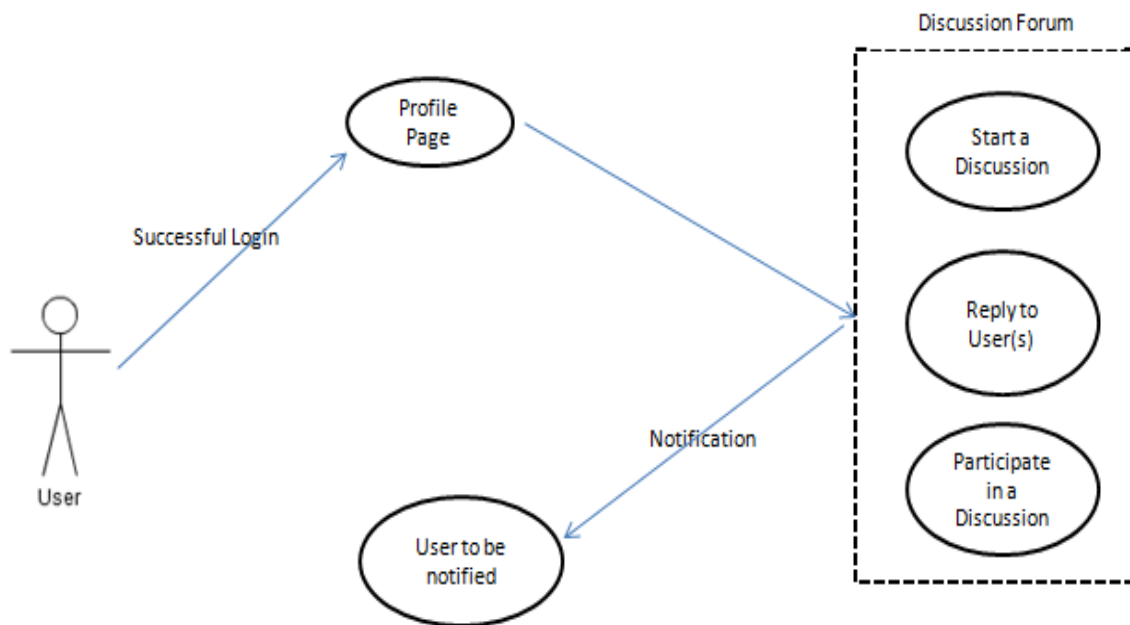 Discussion Forum
Profile
Page
Start a
Discussion
Successful Login
Reply to
User(s)
Notification
User
Participate
in a
Discussion
User to be
notified